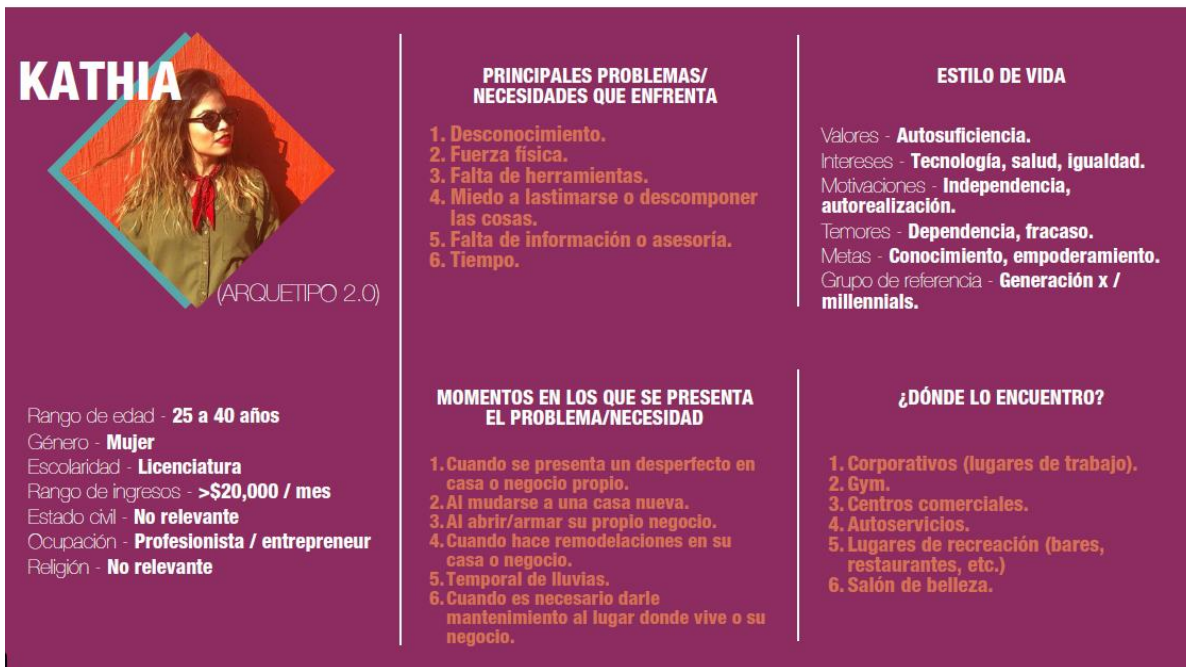 KATHIA
(ARQUETIPO 2.0)
Rango de edad - 25 a 40 años
Género - Mujer
Escolaridad - Licenciatura
Rango de ingresos - >$20,000 / mes
Estado civil - No relevante
Ocupación - Profesionista / entrepreneur
Religión - No relevante
PRINCIPALES PROBLEMAS/
NECESIDADES QUE ENFRENTA
1. Desconocimiento.
2. Fuerza física.
3. Falta de herramientas.
4. Miedo a lastimarse o descomponer
las cosas.
5. Falta de información o asesoría.
6. Tiempo.
ESTILO DE VIDA
Valores - Autosuficiencia.
Intereses - Tecnología, salud, igualdad.
Motivaciones - Independencia,
autorealización.
Temores - Dependencia, fracaso.
Metas - Conocimiento, empoderamiento.
Grupo de referencia - Generación x /
millennials.
MOMENTOS EN LOS QUE SE PRESENTA
EL PROBLEMA/NECESIDAD
1. Cuando se presenta un desperfecto en
casa o negocio propio.
2. Al mudarse a una casa nueva.
3. Al abrir/armar su propio negocio.
4. Cuando hace remodelaciones en su
casa o negocio.
5. Temporal de lluvias.
6. Cuando es necesario darle
mantenimiento al lugar donde vive o su
negocio.
¿DÓNDE LO ENCUENTRO?
1. Corporativos (lugares de trabajo).
2. Gym.
3. Centros comerciales.
4. Autoservicios.
5. Lugares de recreación (bares,
restaurantes, etc.)
6. Salón de belleza.